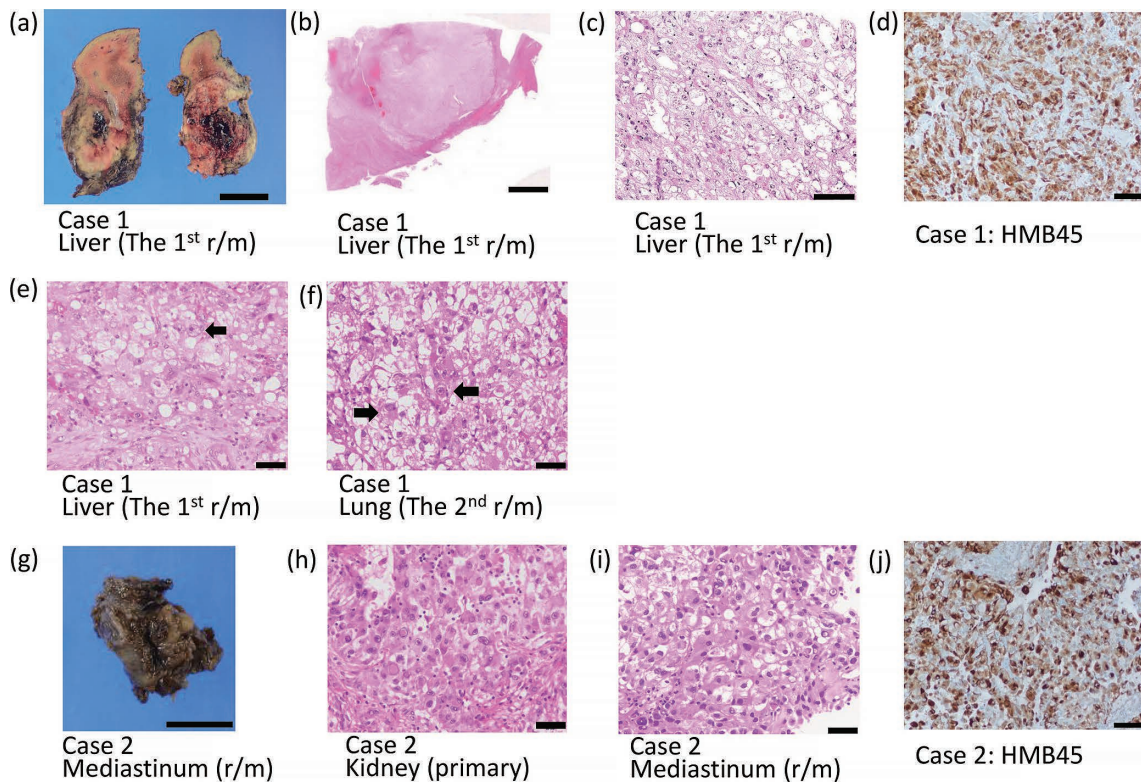 (a)
(b)
(c)
(d)
Case 1
Liver (The 1st r/m)
Case 1
Liver (The 1st r/m)
Case 1
Liver (The 1st r/m)
Case 1: HMB45
(e)
(f)
Case 1
Liver (The 1st r/m)
Case 1
Lung (The 2nd r/m)
(g)
(h)
(i)
(j)
Case 2
Mediastinum (r/m)
Case 2
Kidney (primary)
Case 2
Mediastinum (r/m)
Case 2: HMB45